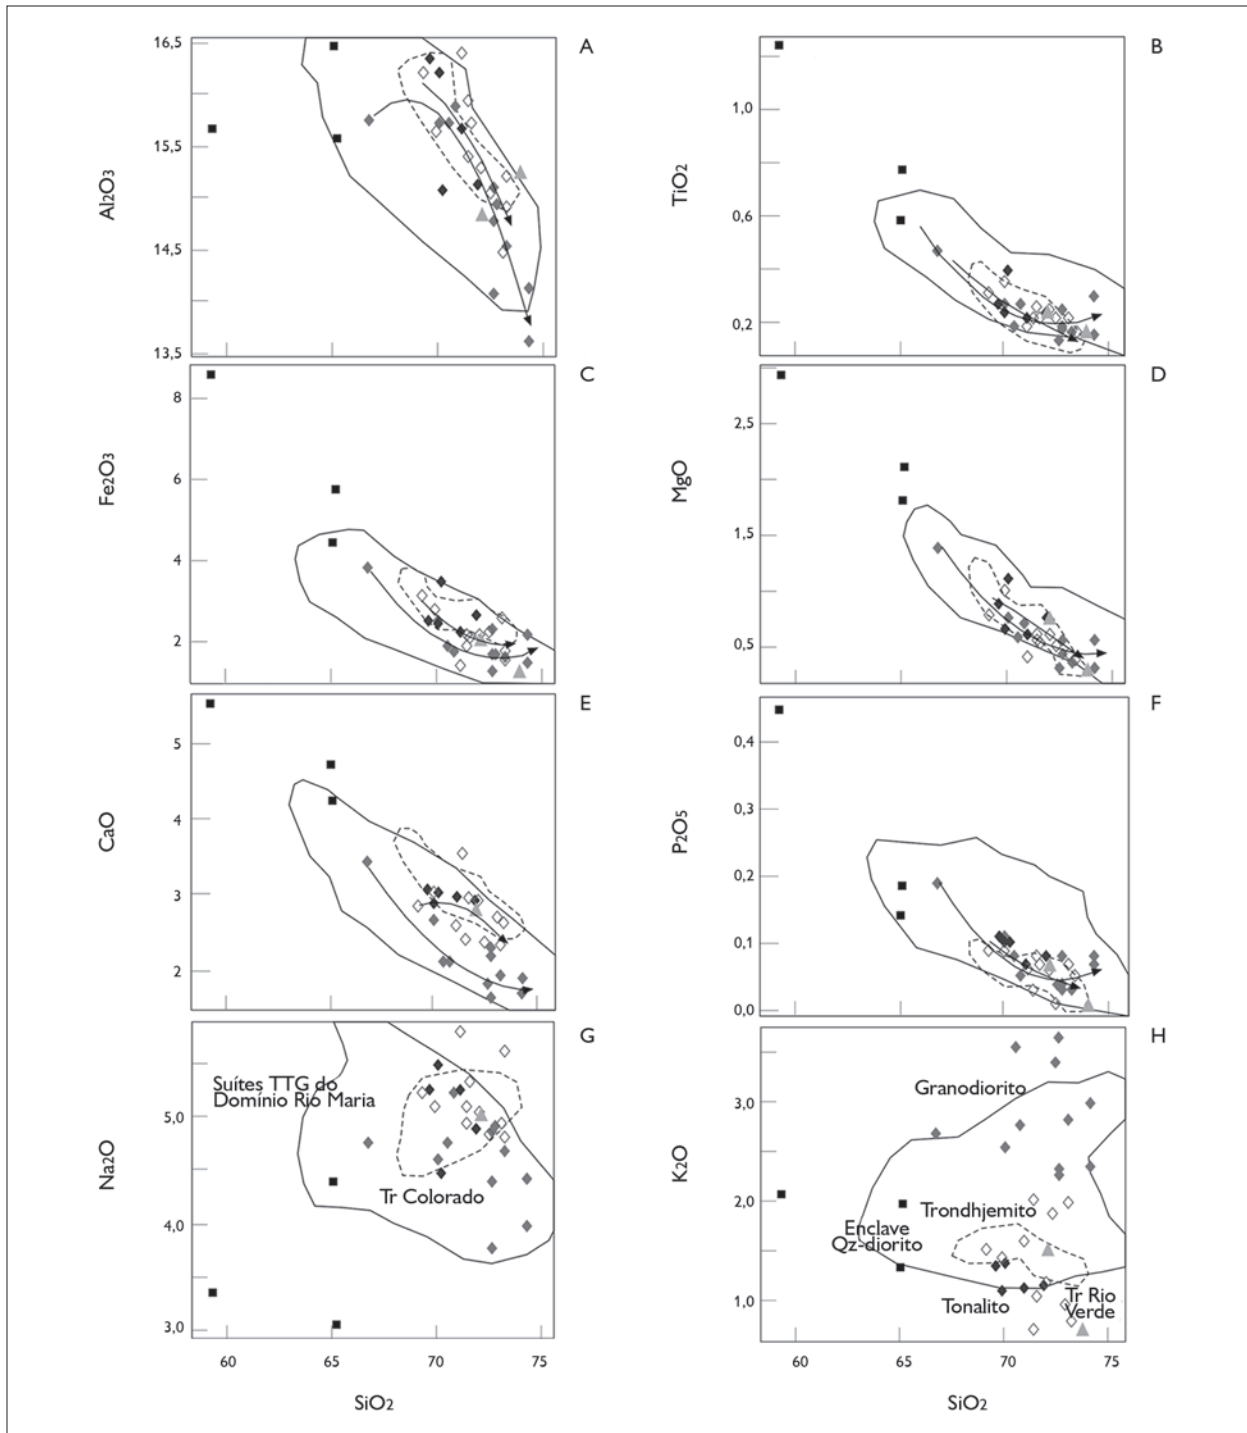 A
16,5
15,5
14,5
13,5
Al2O3
B
1,0
0,6
0,2
TiO2
C
8
6
4
2
Fe2O3
D
2,5
1,5
0,5
MgO
E
5
4
3
2
CaO
F
0,4
0,3
0,2
0,1
0,0
P2O5
G
Suítes TTG do
Domínio Rio Maria
5,0
Tr Colorado
4,0
3,0
Na2O
60 65 70 75
SiO2
H
Granodiorito
3,0
2,0
Trondhjemito
Enclave
Qz-diorito
1,0
Tonalito
Tr Rio
Verde
K2O
60 65 70 75
SiO2